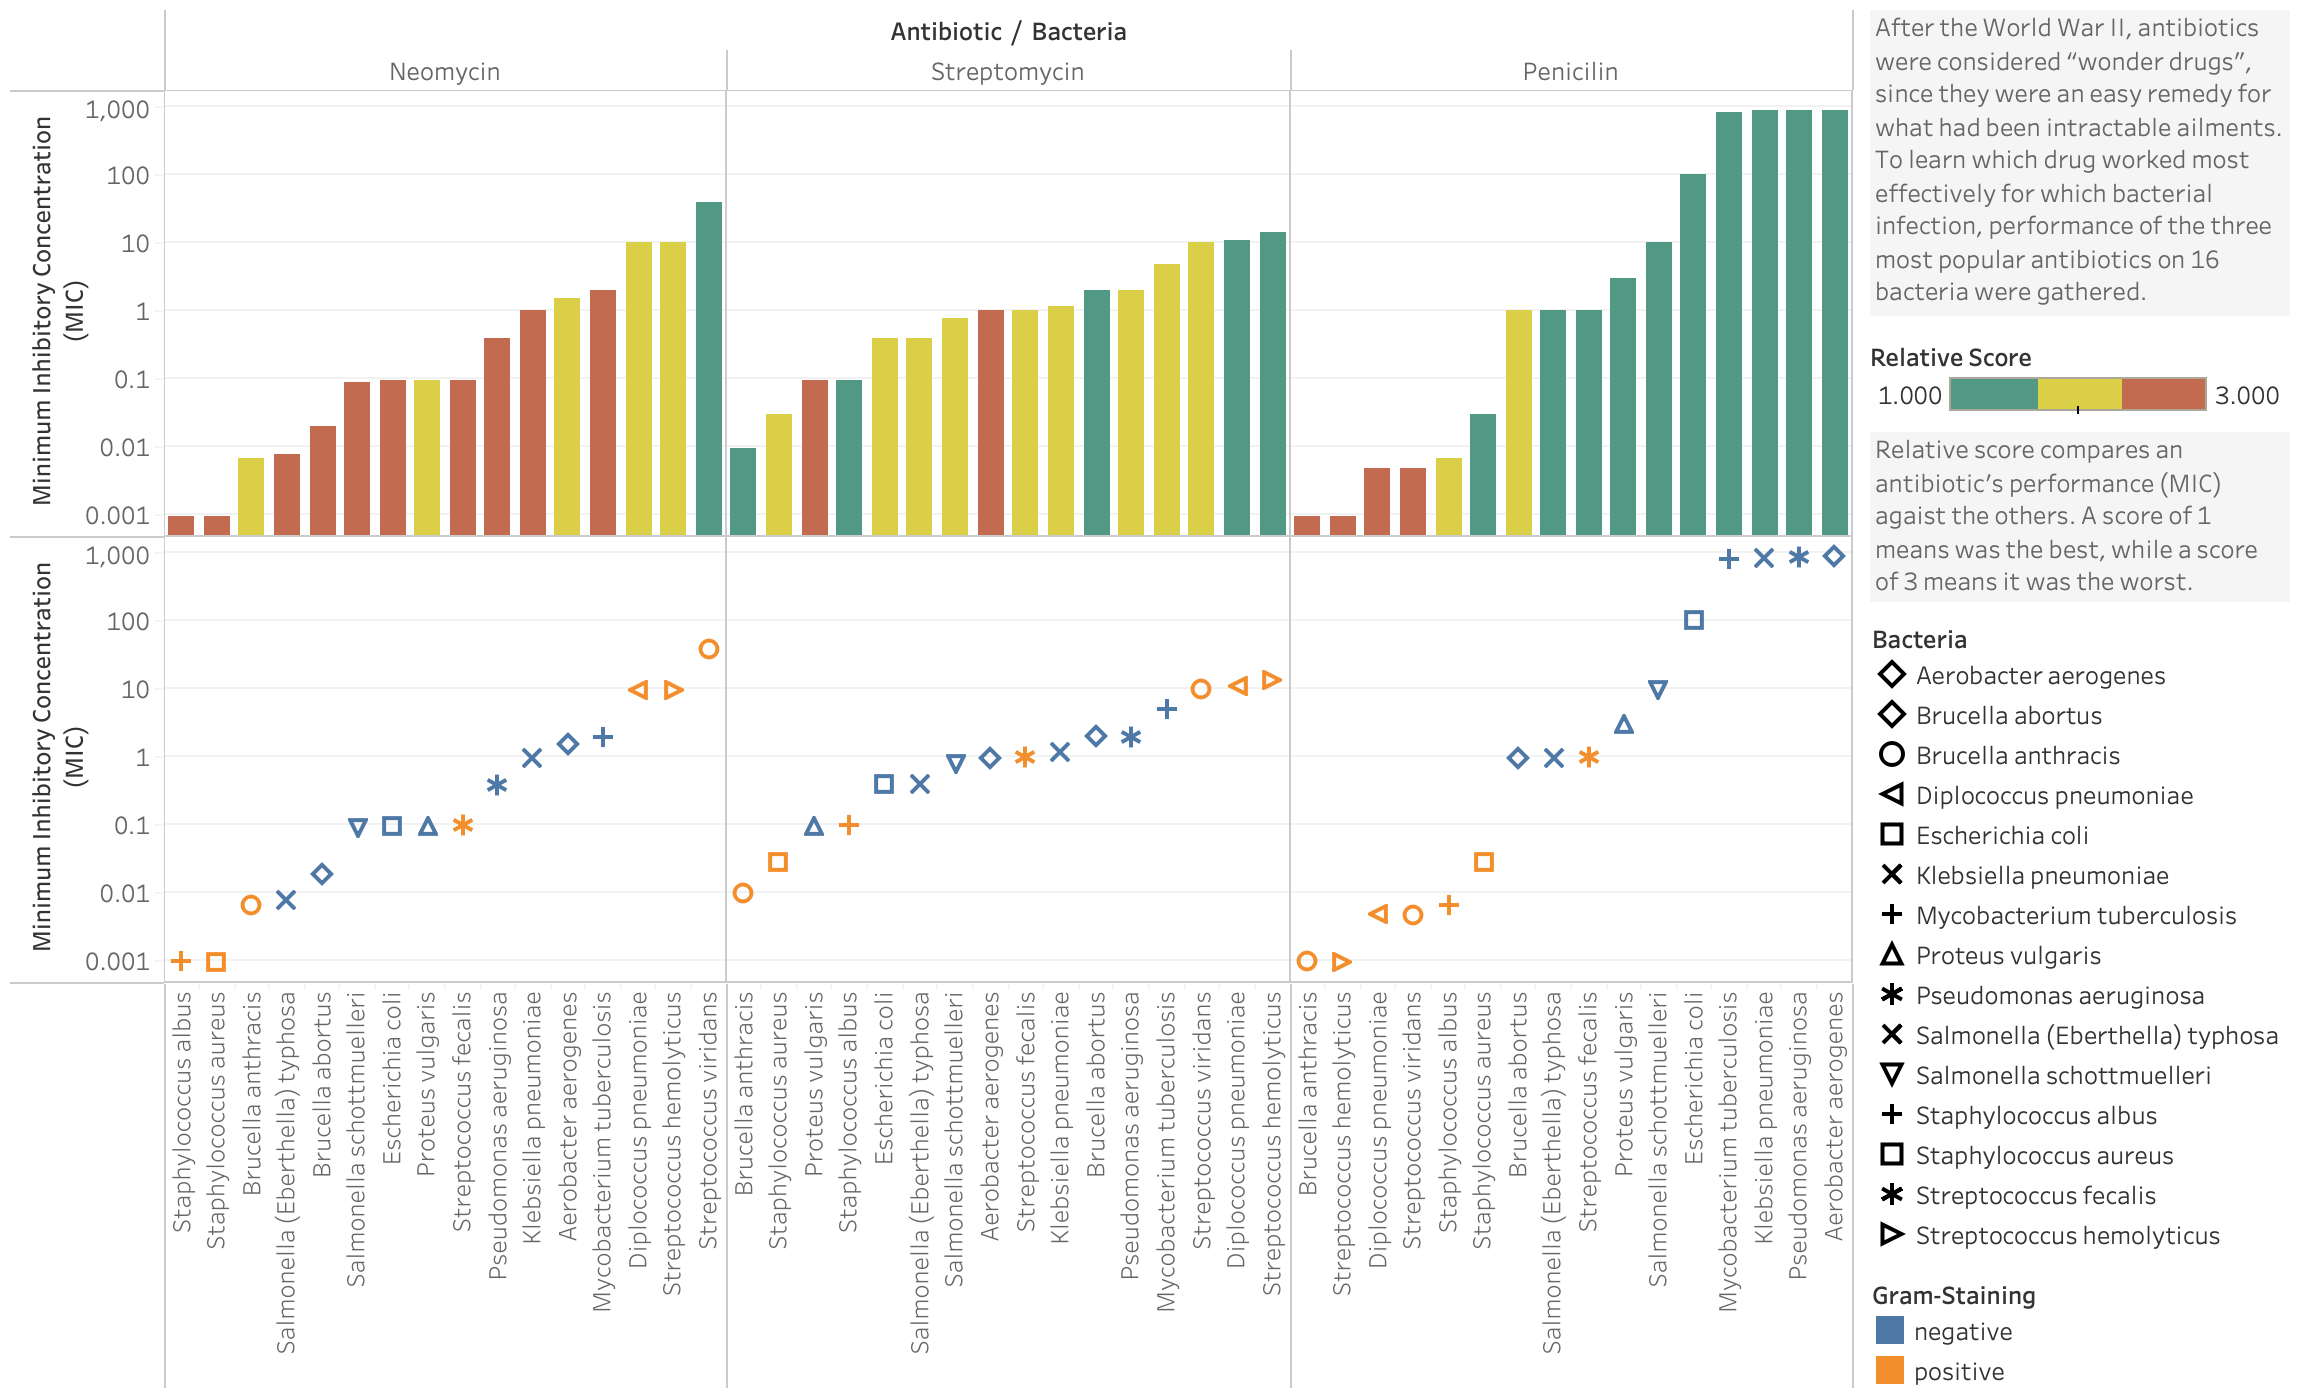 Antibiotic / Bacteria
Neomycin
Streptomycin
Penicilin
Minimum Inhibitory Concentration
(MIC)
1,000
100
10
1
0.1
0.01
0.001
Minimum Inhibitory Concentration
(MIC)
1,000
100
10
1
0.1
0.01
0.001
Staphylococcus albus
Staphylococcus aureus
Brucella anthracis
Salmonella (Eberthella) typhosa
Brucella abortus
Salmonella schottmuelleri
Escherichia coli
Proteus vulgaris
Streptococcus fecalis
Pseudomonas aeruginosa
Klebsiella pneumoniae
Aerobacter aerogenes
Mycobacterium tuberculosis
Diplococcus pneumoniae
Streptococcus hemolyticus
Streptococcus viridans
Brucella anthracis
Staphylococcus aureus
Proteus vulgaris
Staphylococcus albus
Escherichia coli
Salmonella (Eberthella) typhosa
Salmonella schottmuelleri
Aerobacter aerogenes
Streptococcus fecalis
Klebsiella pneumoniae
Brucella abortus
Pseudomonas aeruginosa
Mycobacterium tuberculosis
Streptococcus viridans
Diplococcus pneumoniae
Streptococcus hemolyticus
Brucella anthracis
Streptococcus hemolyticus
Diplococcus pneumoniae
Streptococcus viridans
Staphylococcus albus
Staphylococcus aureus
Brucella abortus
Salmonella (Eberthella) typhosa
Streptococcus fecalis
Proteus vulgaris
Salmonella schottmuelleri
Escherichia coli
Mycobacterium tuberculosis
Klebsiella pneumoniae
Pseudomonas aeruginosa
Aerobacter aerogenes
After the World War II, antibiotics
were considered “wonder drugs”,
since they were an easy remedy for
what had been intractable ailments.
To learn which drug worked most
effectively for which bacterial
infection, performance of the three
most popular antibiotics on 16
bacteria were gathered.
Relative Score
1.000 3.000
Relative score compares an
antibiotic’s performance (MIC)
agaist the others. A score of 1
means was the best, while a score
of 3 means it was the worst.
Bacteria
Aerobacter aerogenes
Brucella abortus
Brucella anthracis
Diplococcus pneumoniae
Escherichia coli
Klebsiella pneumoniae
Mycobacterium tuberculosis
Proteus vulgaris
Pseudomonas aeruginosa
Salmonella (Eberthella) typhosa
Salmonella schottmuelleri
Staphylococcus albus
Staphylococcus aureus
Streptococcus fecalis
Streptococcus hemolyticus
Gram-Staining
negative
positive